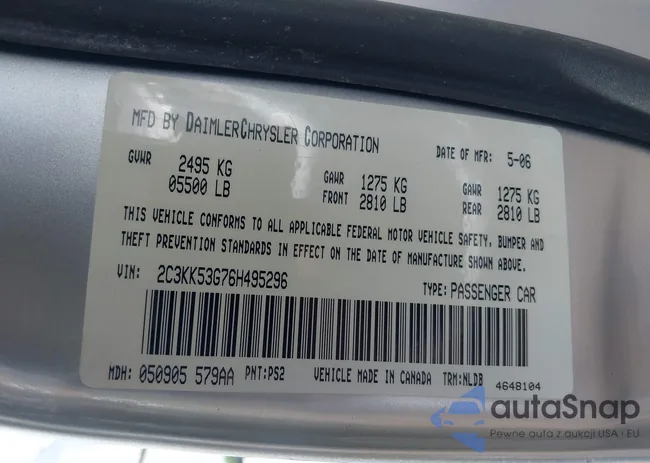 MFD BY DAIMLERCHRYSLER CORPORATION
DATE OF MFR: 5-06
GVWR 2495 KG
05500 LB
GAWR FRONT 1275 KG
2810 LB
GAWR REAR 1275 KG
2810 LB
THIS VEHICLE CONFORMS TO ALL APPLICABLE FEDERAL MOTOR VEHICLE SAFETY, BUMPER AND
THEFT PREVENTION STANDARDS IN EFFECT ON THE DATE OF MANUFACTURE SHOWN ABOVE.
VIN: 2C3KK53G76H495296
TYPE: PASSENGER CAR
MDH: 050905 579AA PNT:PS2 VEHICLE MADE IN CANADA TRM:NLDB 4648104
autaSnap
Pewne auta z aukcji USA · EU